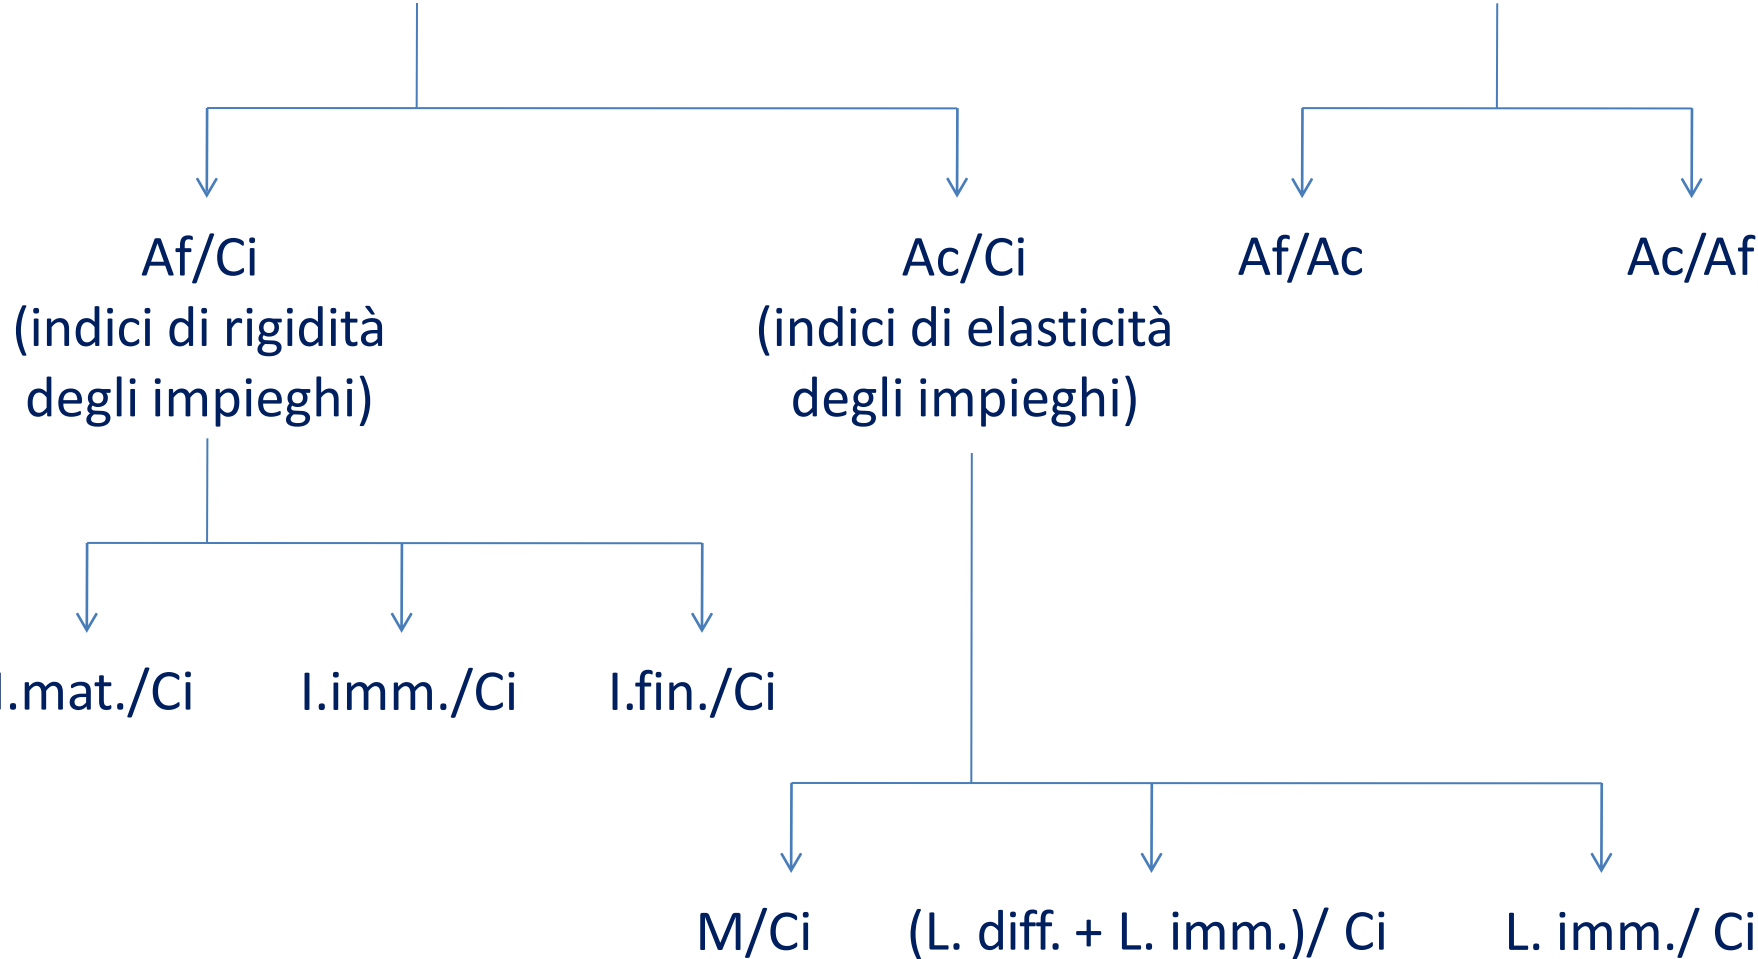 Af/Ci
(indici di rigidità
degli impieghi)
Ac/Ci
(indici di elasticità
degli impieghi)
Af/Ac
Ac/Af
I.mat./Ci
I.imm./Ci
I.fin./Ci
M/Ci
(L. diff. + L. imm.)/ Ci
L. imm./ Ci